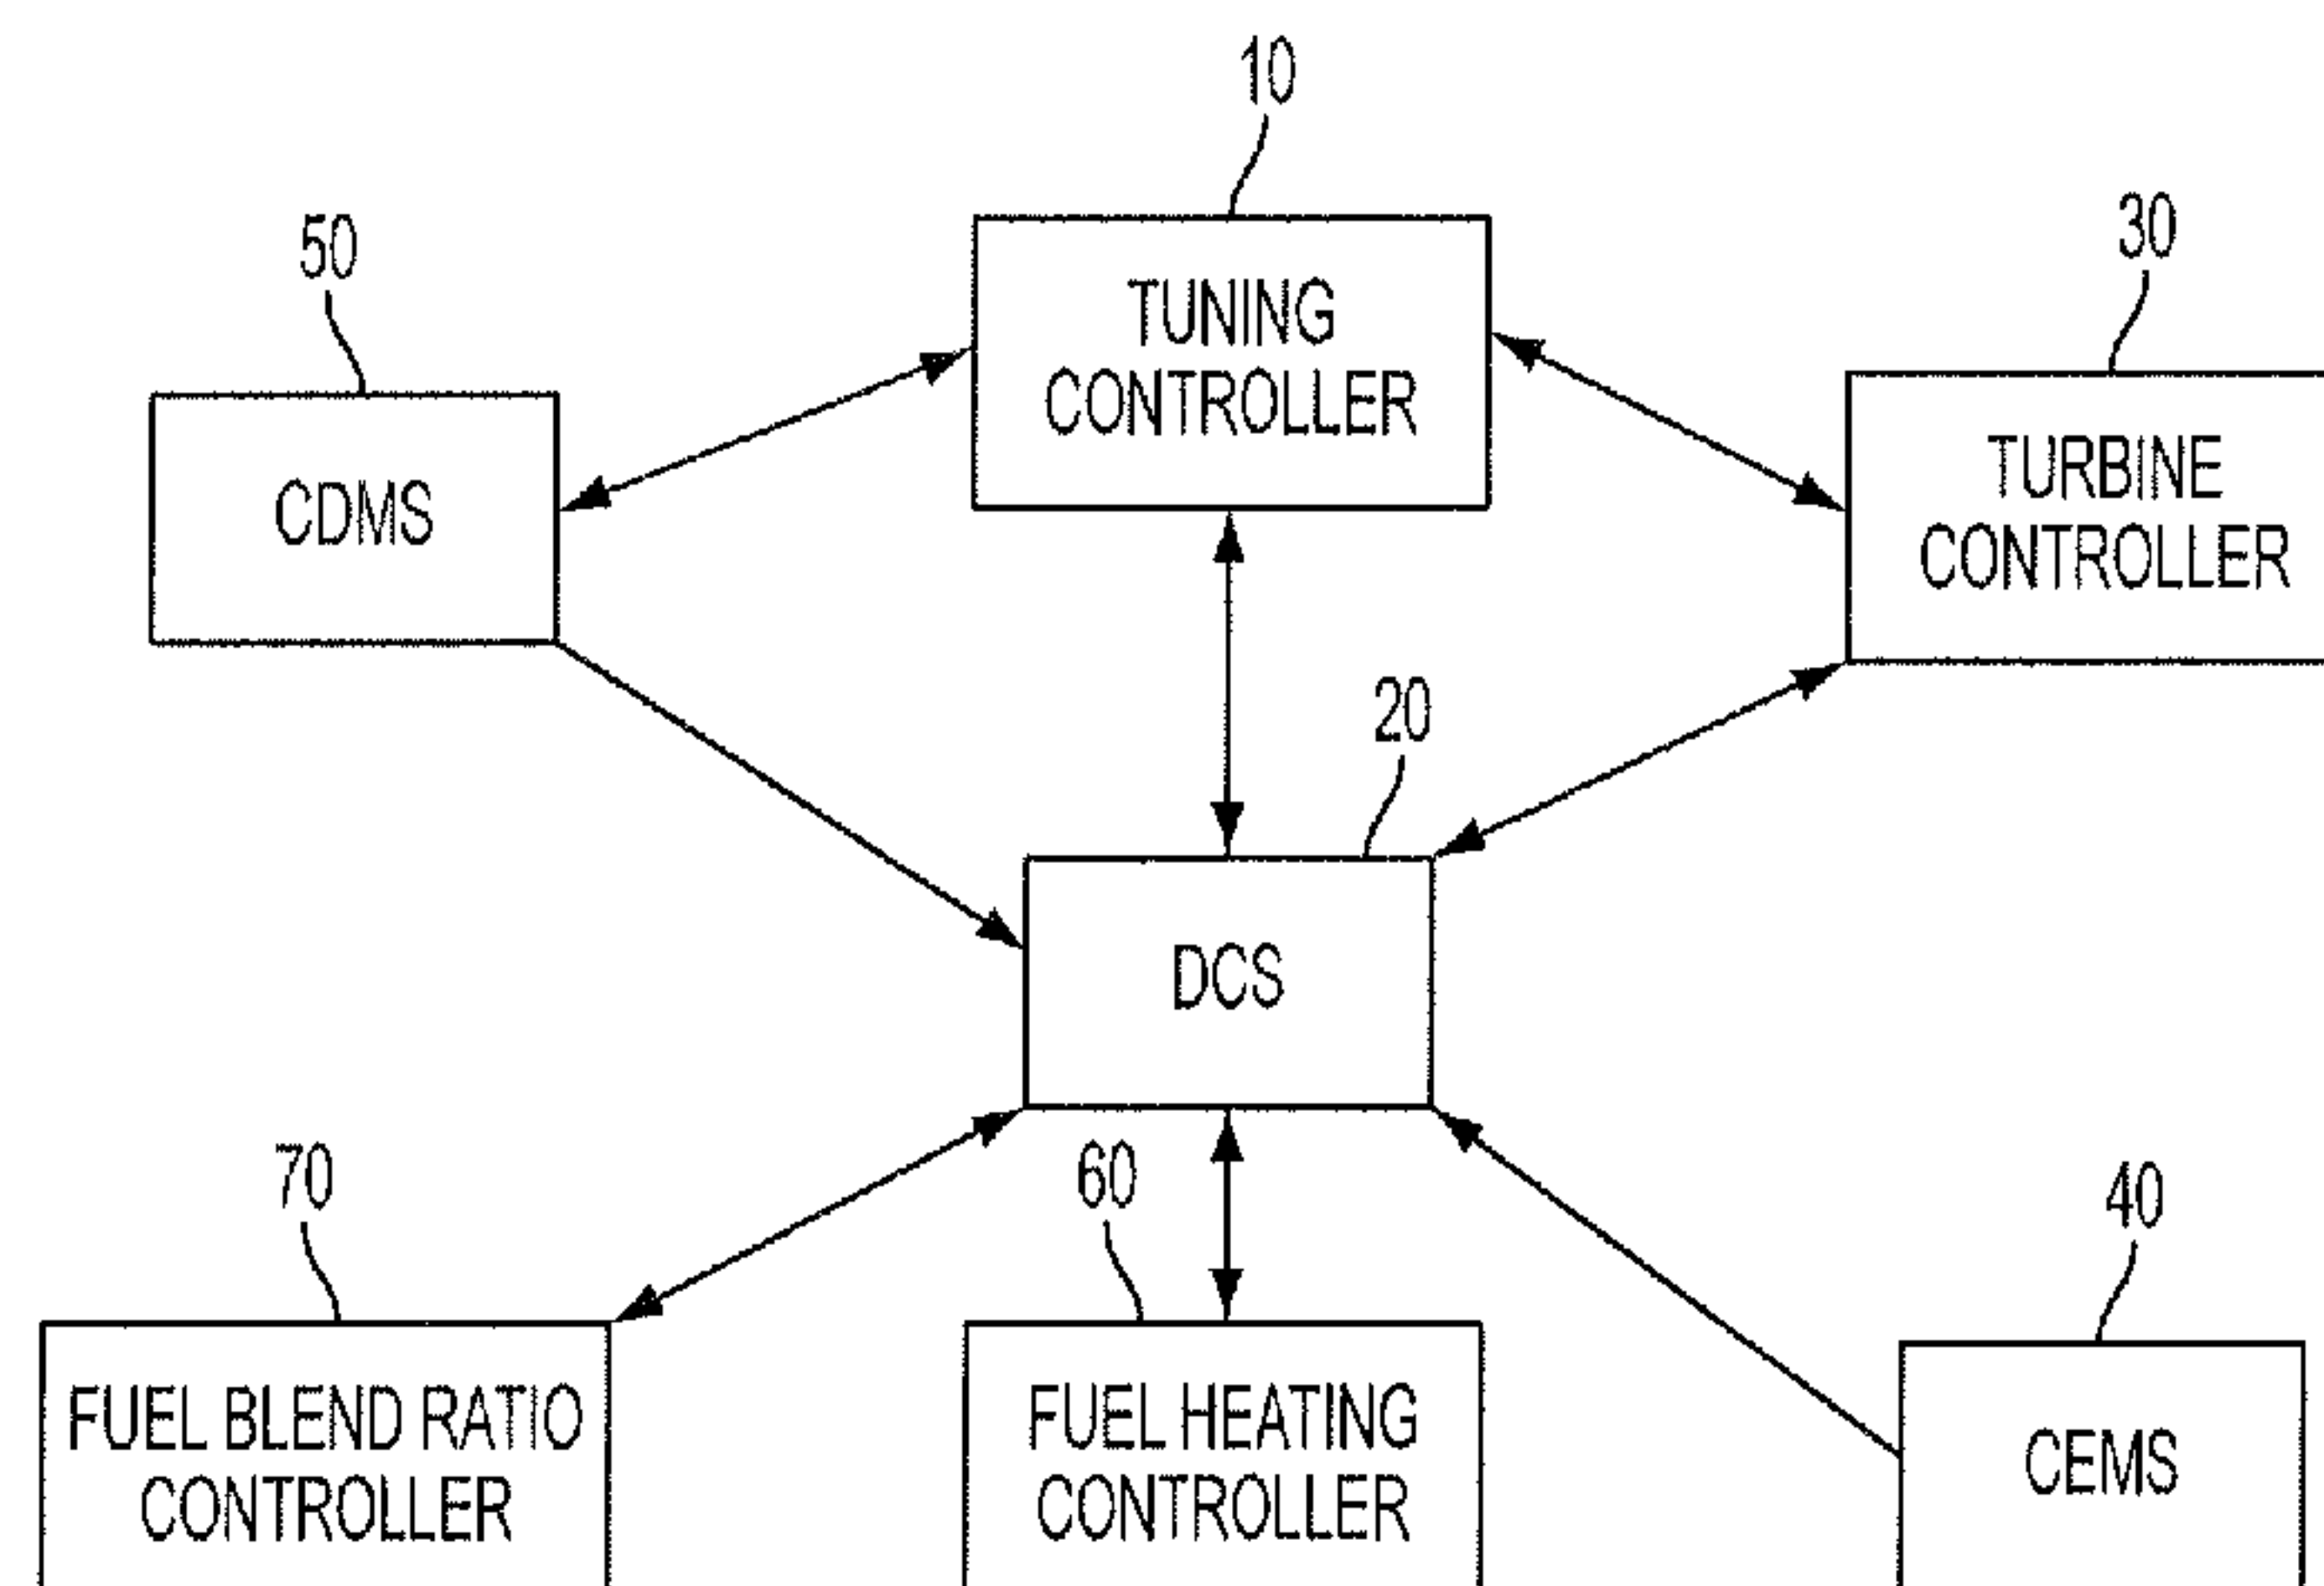 10
50
30
TUNING
CONTROLLER
CDMS
TURBINE
CONTROLLER
20
DCS
70
60
40
FUEL BLEND RATIO
CONTROLLER
FUEL HEATING
CONTROLLER
CEMS